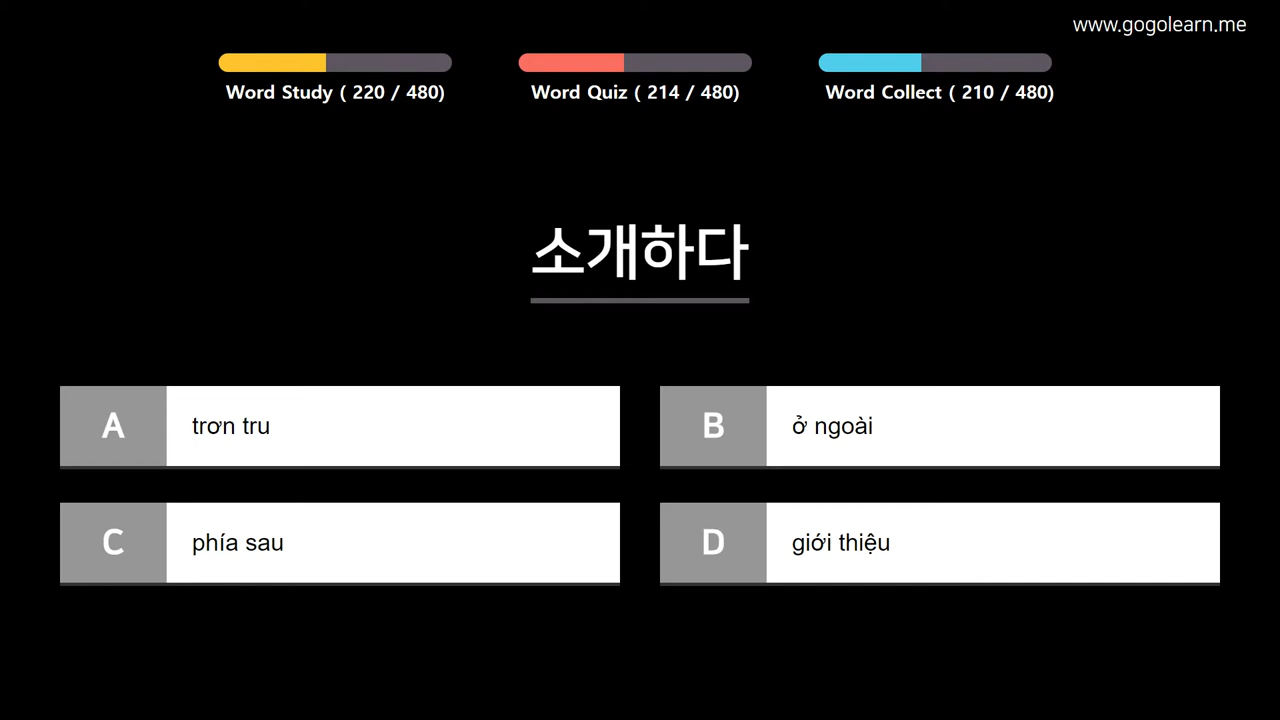 www.gogolearn.me
Word Study ( 220 / 480)
Word Quiz ( 214 / 480)
Word Collect ( 210 / 480)
소개하다
A trơn tru
B ở ngoài
C phía sau
D giới thiệu